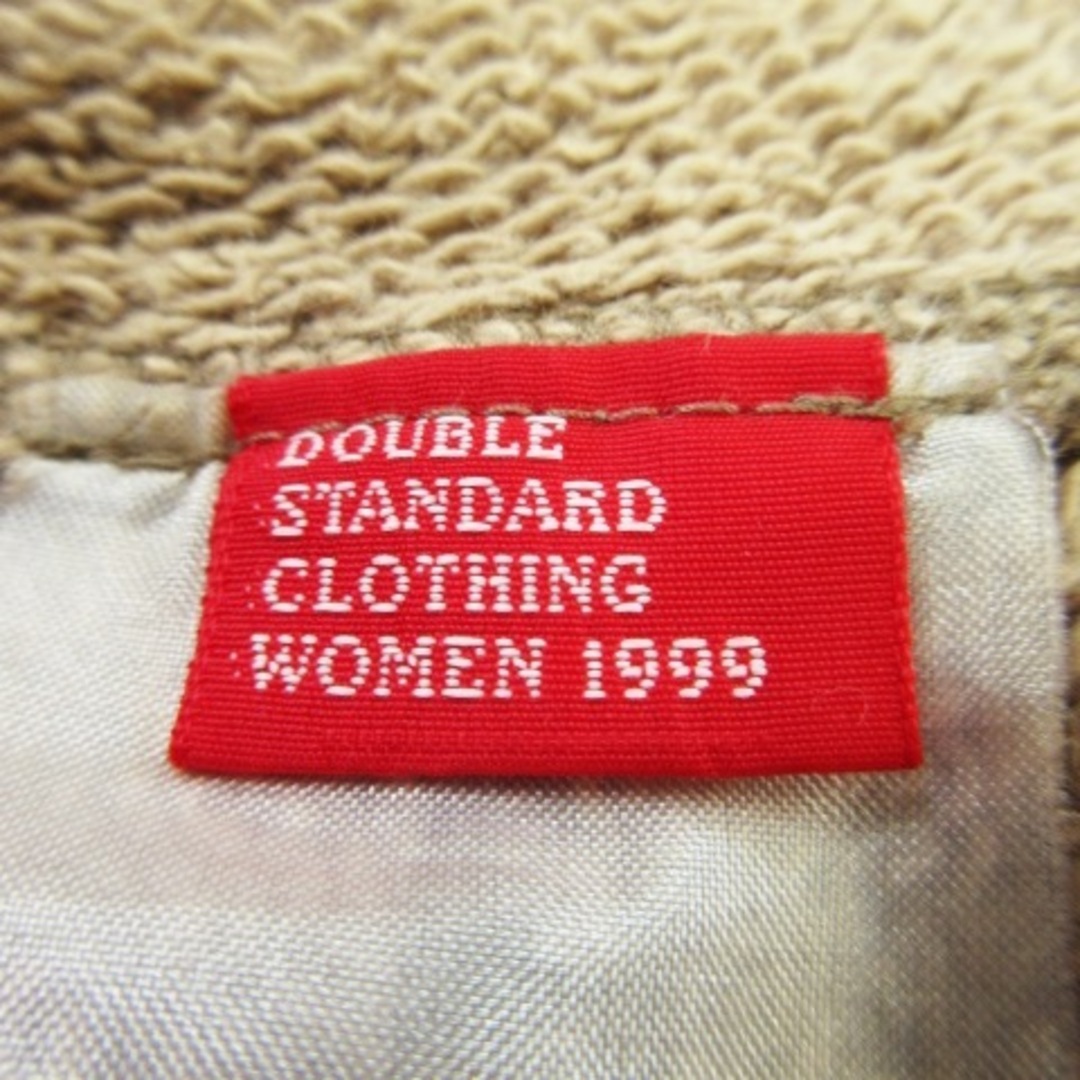 DOUBLE
STANDARD
CLOTHING
WOMEN 1999